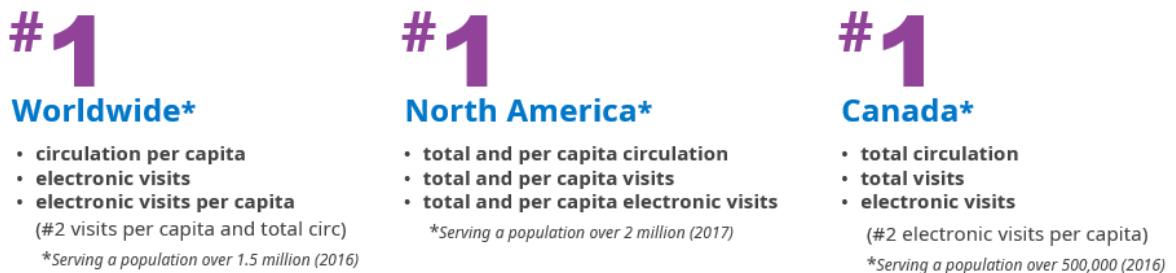 #1
Worldwide*
• circulation per capita
• electronic visits
• electronic visits per capita
(#2 visits per capita and total circ)
*Serving a population over 1.5 million (2016)
#1
North America*
• total and per capita circulation
• total and per capita visits
• total and per capita electronic visits
*Serving a population over 2 million (2017)
#1
Canada*
• total circulation
• total visits
• electronic visits
(#2 electronic visits per capita)
*Serving a population over 500,000 (2016)